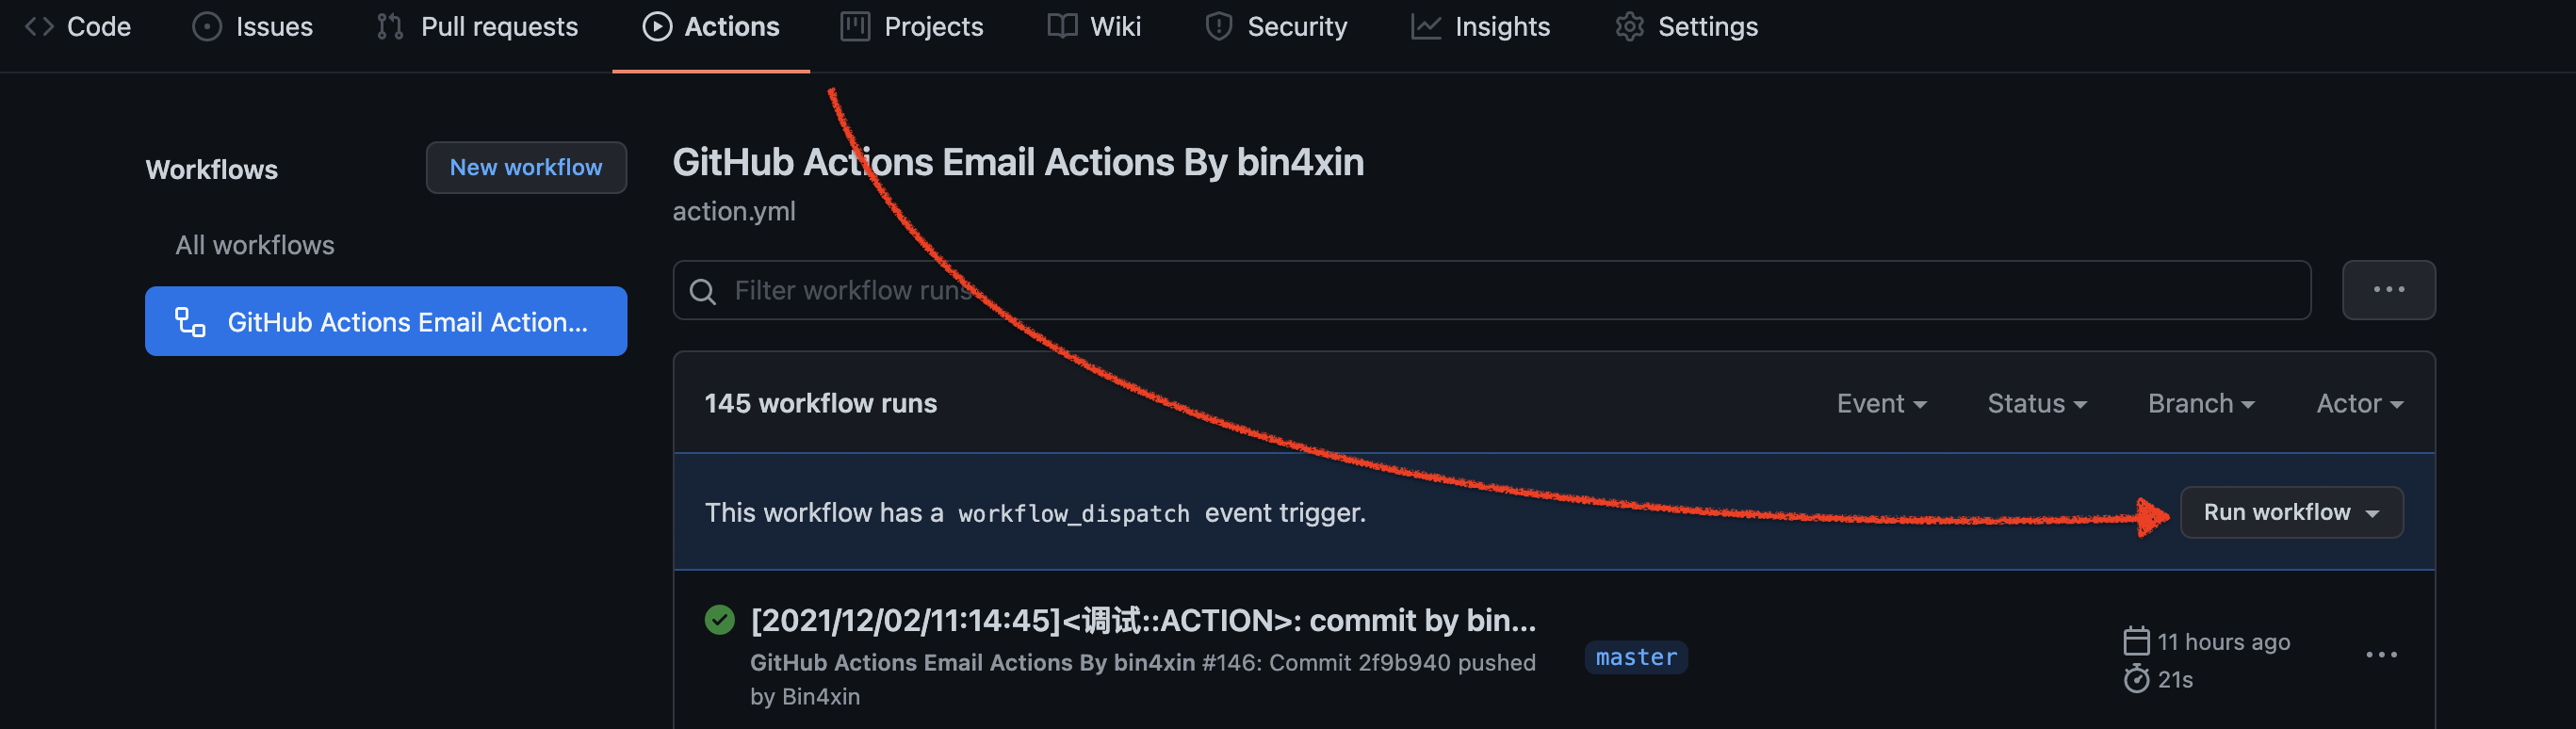 Code Issues Pull requests Actions Projects Wiki Security Insights Settings
Workflows
New workflow
All workflows
GitHub Actions Email Action...
GitHub Actions Email Actions By bin4xin
action.yml
Filter workflow runs
145 workflow runs
Event Status Branch Actor
This workflow has a workflow_dispatch event trigger.
Run workflow
[2021/12/02/11:14:45]<调试::ACTION>: commit by bin...
GitHub Actions Email Actions By bin4xin #146: Commit 2f9b940 pushed
by Bin4xin
master
11 hours ago
21s